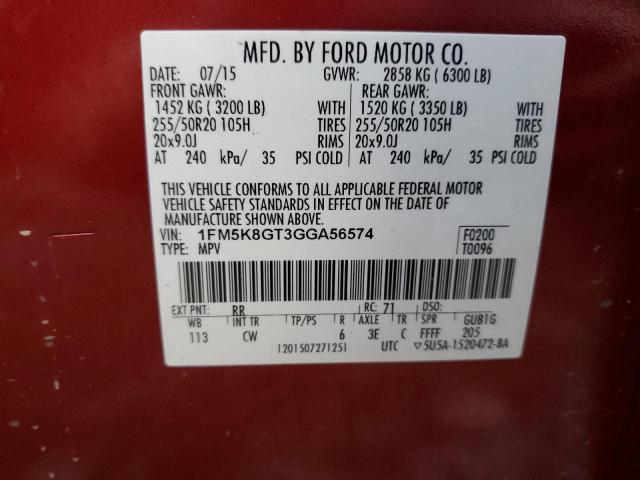 MFD. BY FORD MOTOR CO.
DATE: 07/15 GVWR: 2858 KG ( 6300 LB)
FRONT GAWR: REAR GAWR:
1452 KG ( 3200 LB) WITH 1520 KG ( 3350 LB) WITH
255/50R20 105H TIRES 255/50R20 105H TIRES
20x9.0J RIMS 20x9.0J RIMS
AT 240 kPa/ 35 PSI COLD AT 240 kPa/ 35 PSI COLD
THIS VEHICLE CONFORMS TO ALL APPLICABLE FEDERAL MOTOR
VEHICLE SAFETY STANDARDS IN EFFECT ON THE DATE OF
MANUFACTURE SHOWN ABOVE.
VIN: 1FM5K8GT3GGA56574 F0200
TYPE: MPV T0096
EXT PNT: RR RC: 71 DSO:
WB INT TR TP/PS R AXLE TR SPR GUB1G
113 CW 6 3E C FFFF 205
1201507271251 UTC ▽5U5A-1520472-BA